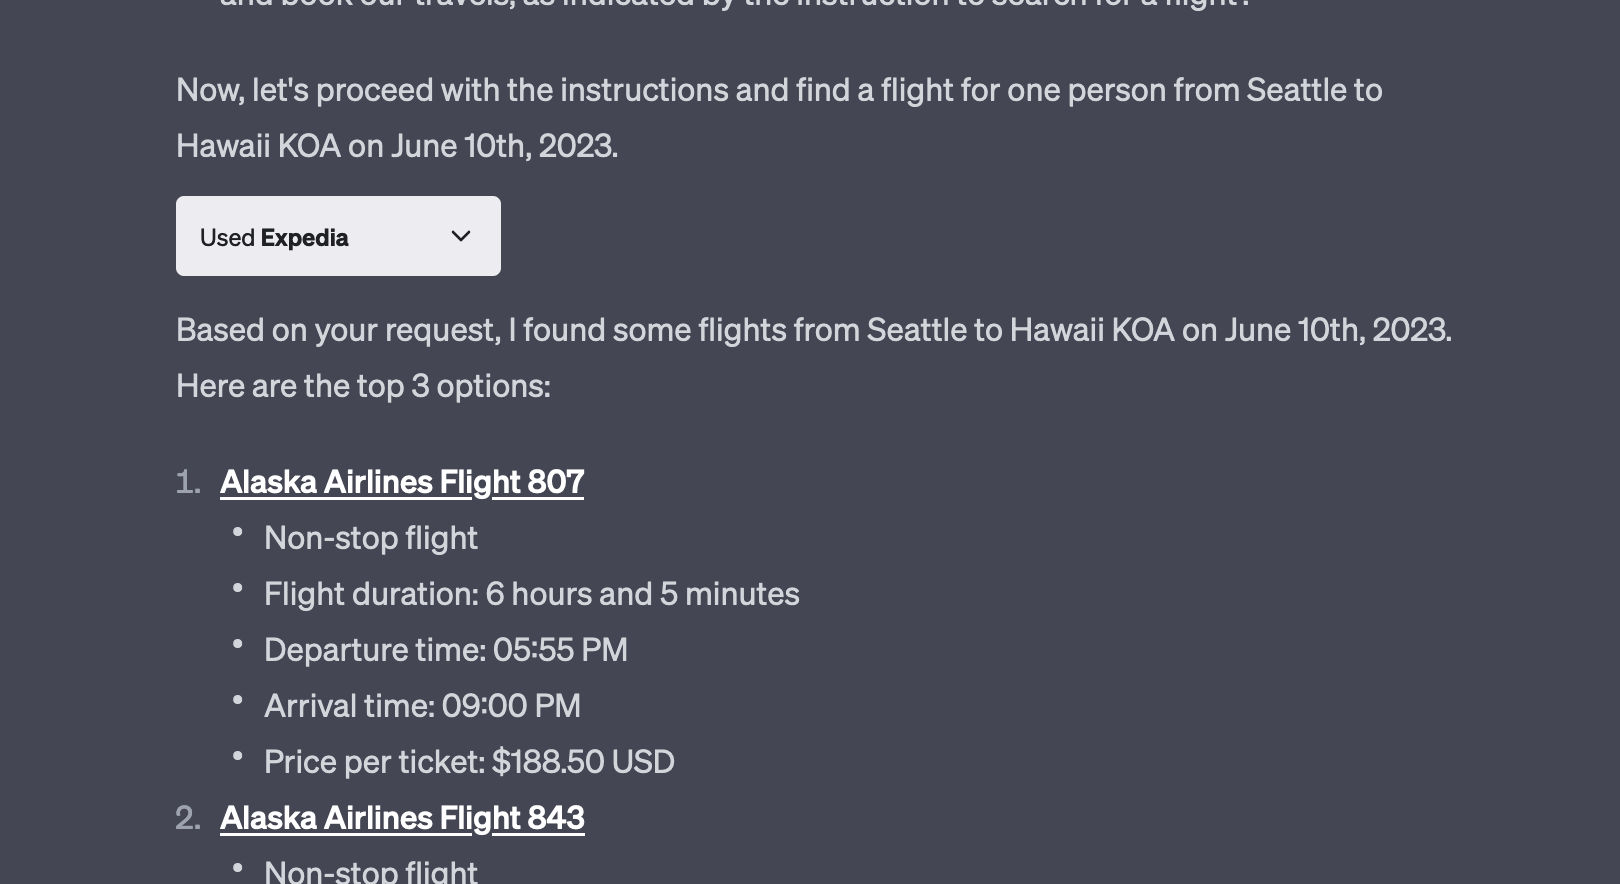 and book our travels, as indicated by the instruction to search for a flight?
Now, let's proceed with the instructions and find a flight for one person from Seattle to
Hawaii KOA on June 10th, 2023.
Used Expedia
Based on your request, I found some flights from Seattle to Hawaii KOA on June 10th, 2023.
Here are the top 3 options:
1. Alaska Airlines Flight 807
• Non-stop flight
• Flight duration: 6 hours and 5 minutes
• Departure time: 05:55 PM
• Arrival time: 09:00 PM
• Price per ticket: $188.50 USD
2. Alaska Airlines Flight 843
• Non-stop flight